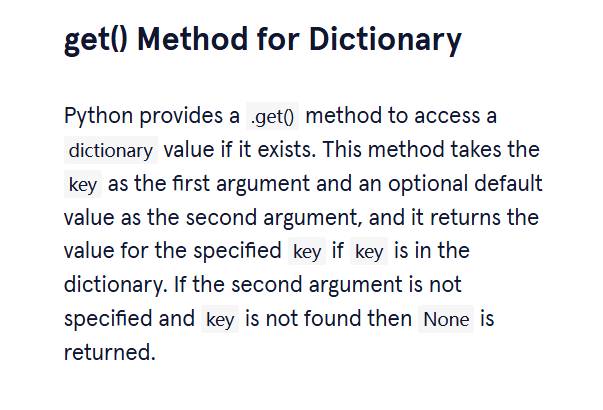 get() Method for Dictionary
Python provides a .get() method to access a
dictionary value if it exists. This method takes the
key as the first argument and an optional default
value as the second argument, and it returns the
value for the specified key if key is in the
dictionary. If the second argument is not
specified and key is not found then None is
returned.